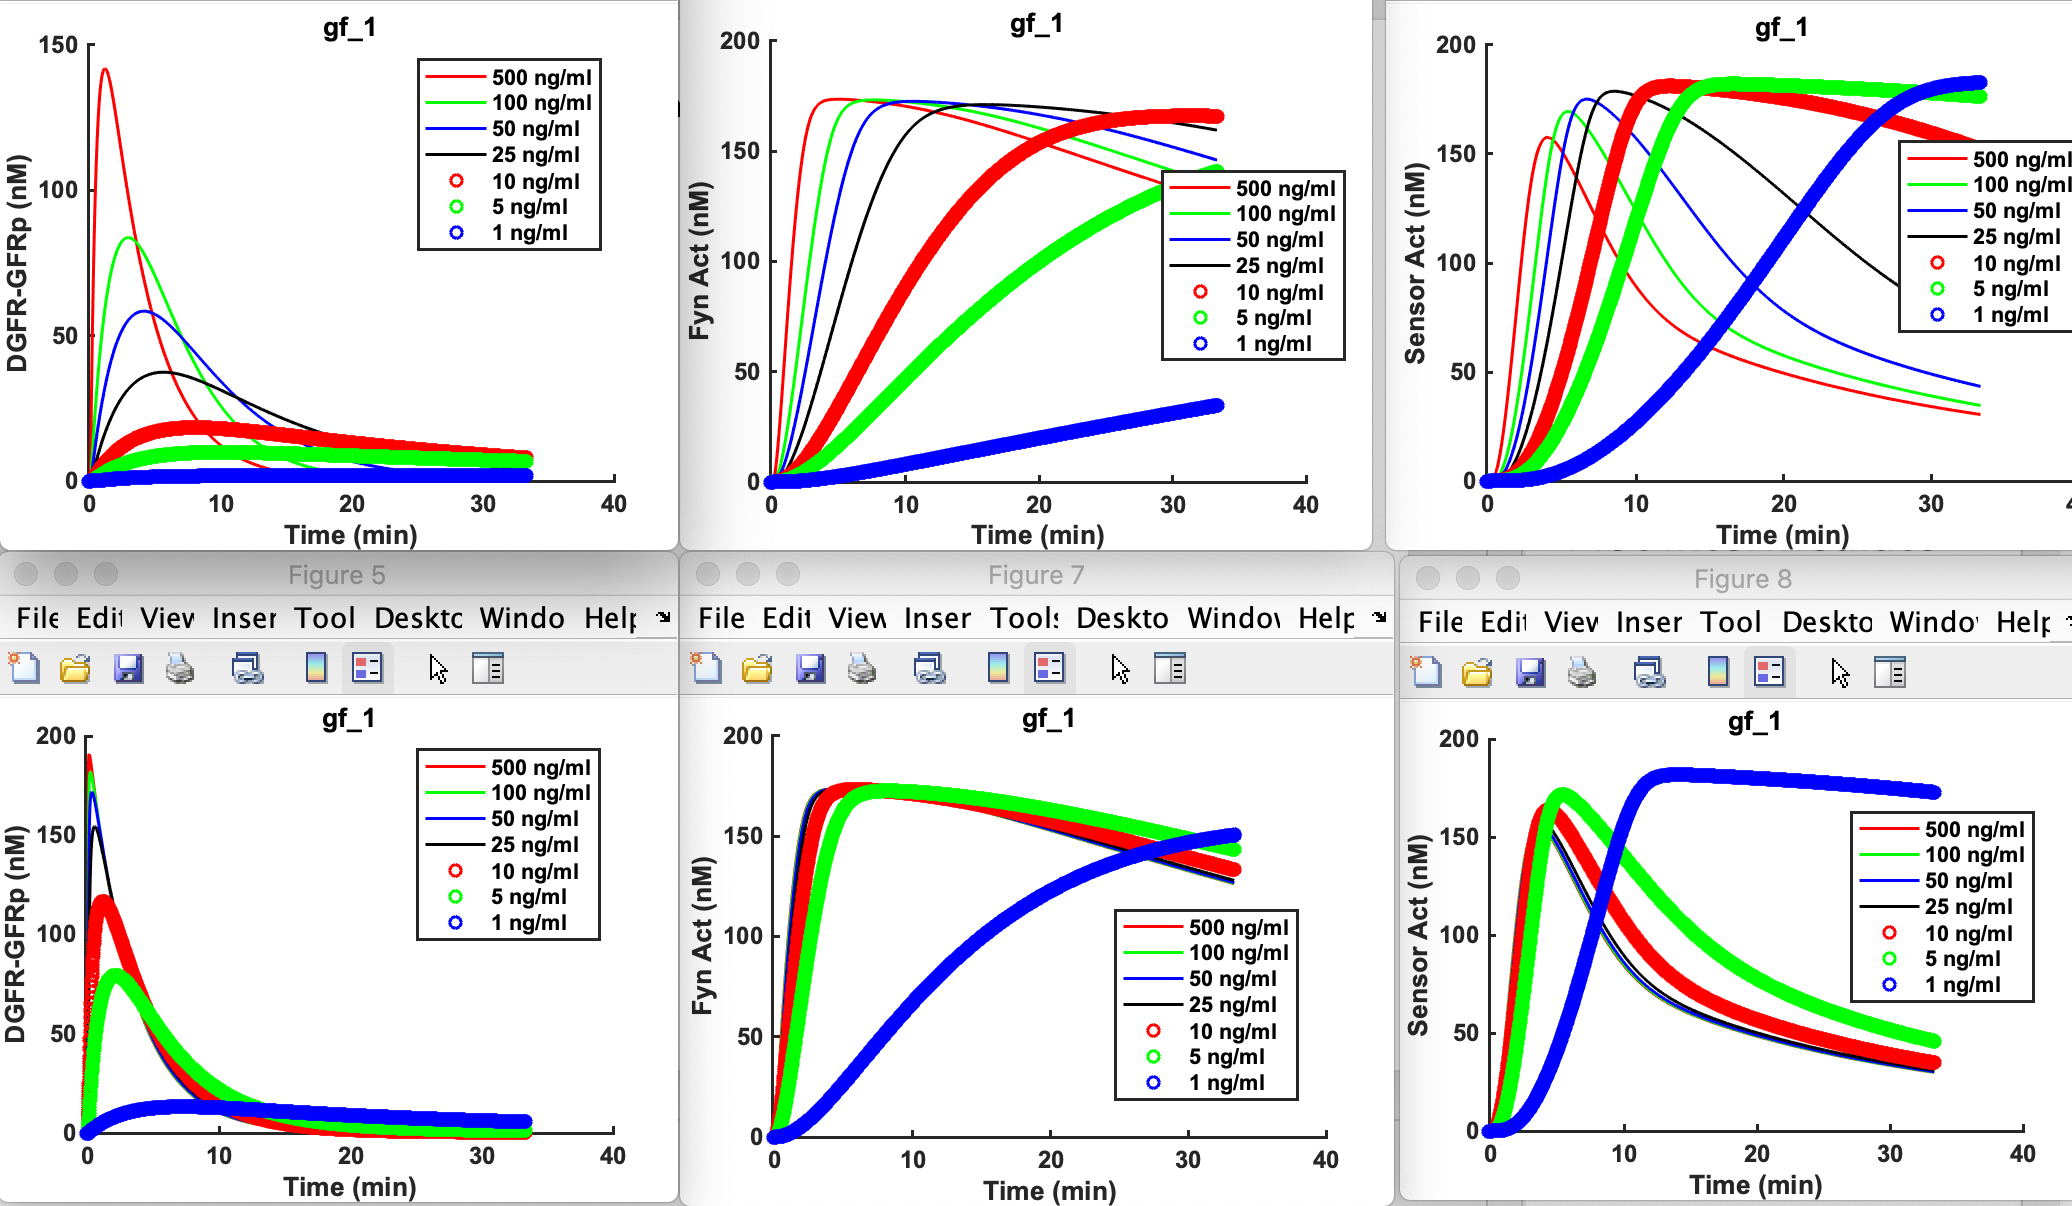 gf_1
150
100
50
0
DGFR-GFRp (nM)
500 ng/ml
100 ng/ml
50 ng/ml
25 ng/ml
10 ng/ml
5 ng/ml
1 ng/ml
0 10 20 30 40
Time (min)
gf_1
200
150
100
50
0
Fyn Act (nM)
500 ng/ml
100 ng/ml
50 ng/ml
25 ng/ml
10 ng/ml
5 ng/ml
1 ng/ml
0 10 20 30 40
Time (min)
gf_1
200
150
100
50
0
Sensor Act (nM)
500 ng/ml
100 ng/ml
50 ng/ml
25 ng/ml
10 ng/ml
5 ng/ml
1 ng/ml
0 10 20 30
Time (min)
Figure 5
File Edit View Inser Tool Deskto Windo Help
gf_1
200
150
100
50
0
DGFR-GFRp (nM)
500 ng/ml
100 ng/ml
50 ng/ml
25 ng/ml
10 ng/ml
5 ng/ml
1 ng/ml
0 10 20 30 40
Time (min)
Figure 7
File Edit View Inser Tools Deskto Window Help
gf_1
200
150
100
50
0
Fyn Act (nM)
500 ng/ml
100 ng/ml
50 ng/ml
25 ng/ml
10 ng/ml
5 ng/ml
1 ng/ml
0 10 20 30 40
Time (min)
Figure 8
File Edit View Inser Tool Deskto Window Help
gf_1
200
150
100
50
0
Sensor Act (nM)
500 ng/ml
100 ng/ml
50 ng/ml
25 ng/ml
10 ng/ml
5 ng/ml
1 ng/ml
0 10 20 30 40
Time (min)